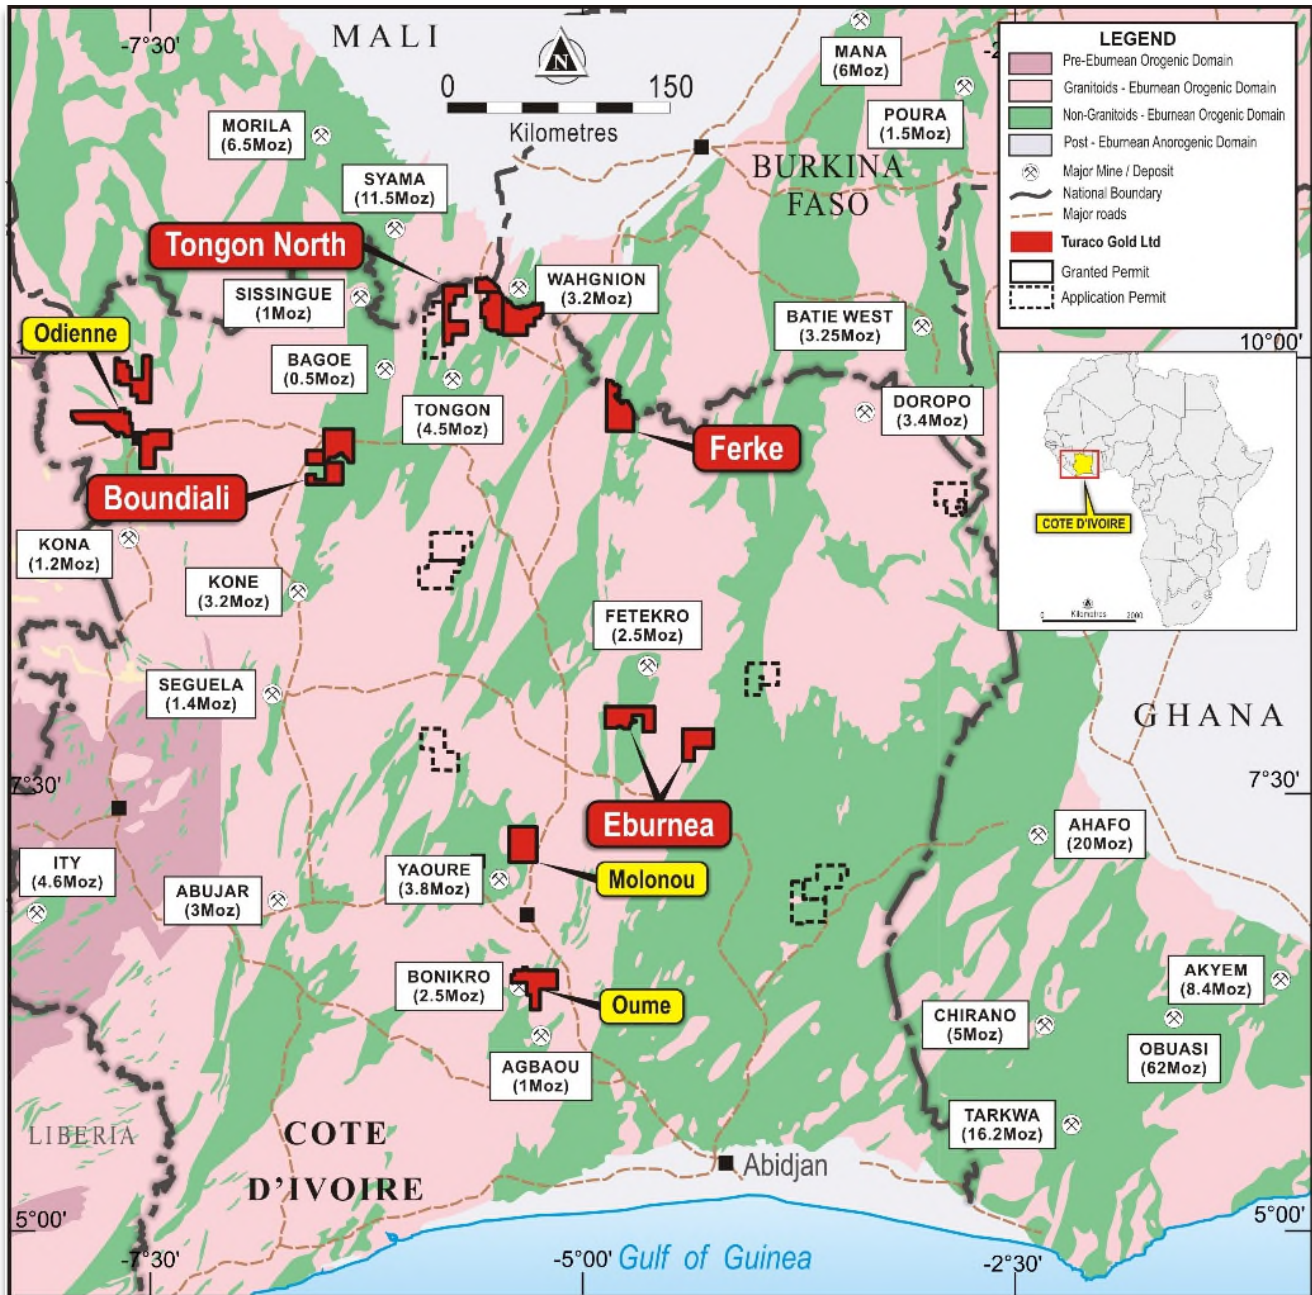 -7°30'
MALI
N
0 150
Kilometres
MANA
(6Moz)
POURA
(1.5Moz)
LEGEND
Pre-Eburnean Orogenic Domain
Granitoids - Eburnean Orogenic Domain
Non-Granitoids - Eburnean Orogenic Domain
Post - Eburnean Anorogenic Domain
Major Mine / Deposit
National Boundary
Major roads
Turaco Gold Ltd
Granted Permit
Application Permit
MORILA
(6.5Moz)
SYAMA
(11.5Moz)
BURKINA
FASO
Tongon North
SISSINGUE
(1Moz)
WAHGNION
(3.2Moz)
BATIE WEST
(3.25Moz)
Odienne
10°00'
BAGOE
(0.5Moz)
TONGON
(4.5Moz)
DOROPO
(3.4Moz)
Ferke
Boundiali
COTE D'IVOIRE
KONA
(1.2Moz)
KONE
(3.2Moz)
FETEKRO
(2.5Moz)
0 Kilometres 2000
SEGUELA
(1.4Moz)
GHANA
7°30'
7°30'
Eburnea
AHAFO
(20Moz)
ITY
(4.6Moz)
YAOURE
(3.8Moz)
Molonou
ABUJAR
(3Moz)
BONIKRO
(2.5Moz)
Oume
AKYEM
(8.4Moz)
CHIRANO
(5Moz)
OBUASI
(62Moz)
AGBAOU
(1Moz)
TARKWA
(16.2Moz)
LIBERIA
COTE
D'IVOIRE
Abidjan
5°00'
5°00'
-7°30'
-5°00'
Gulf of Guinea
-2°30'